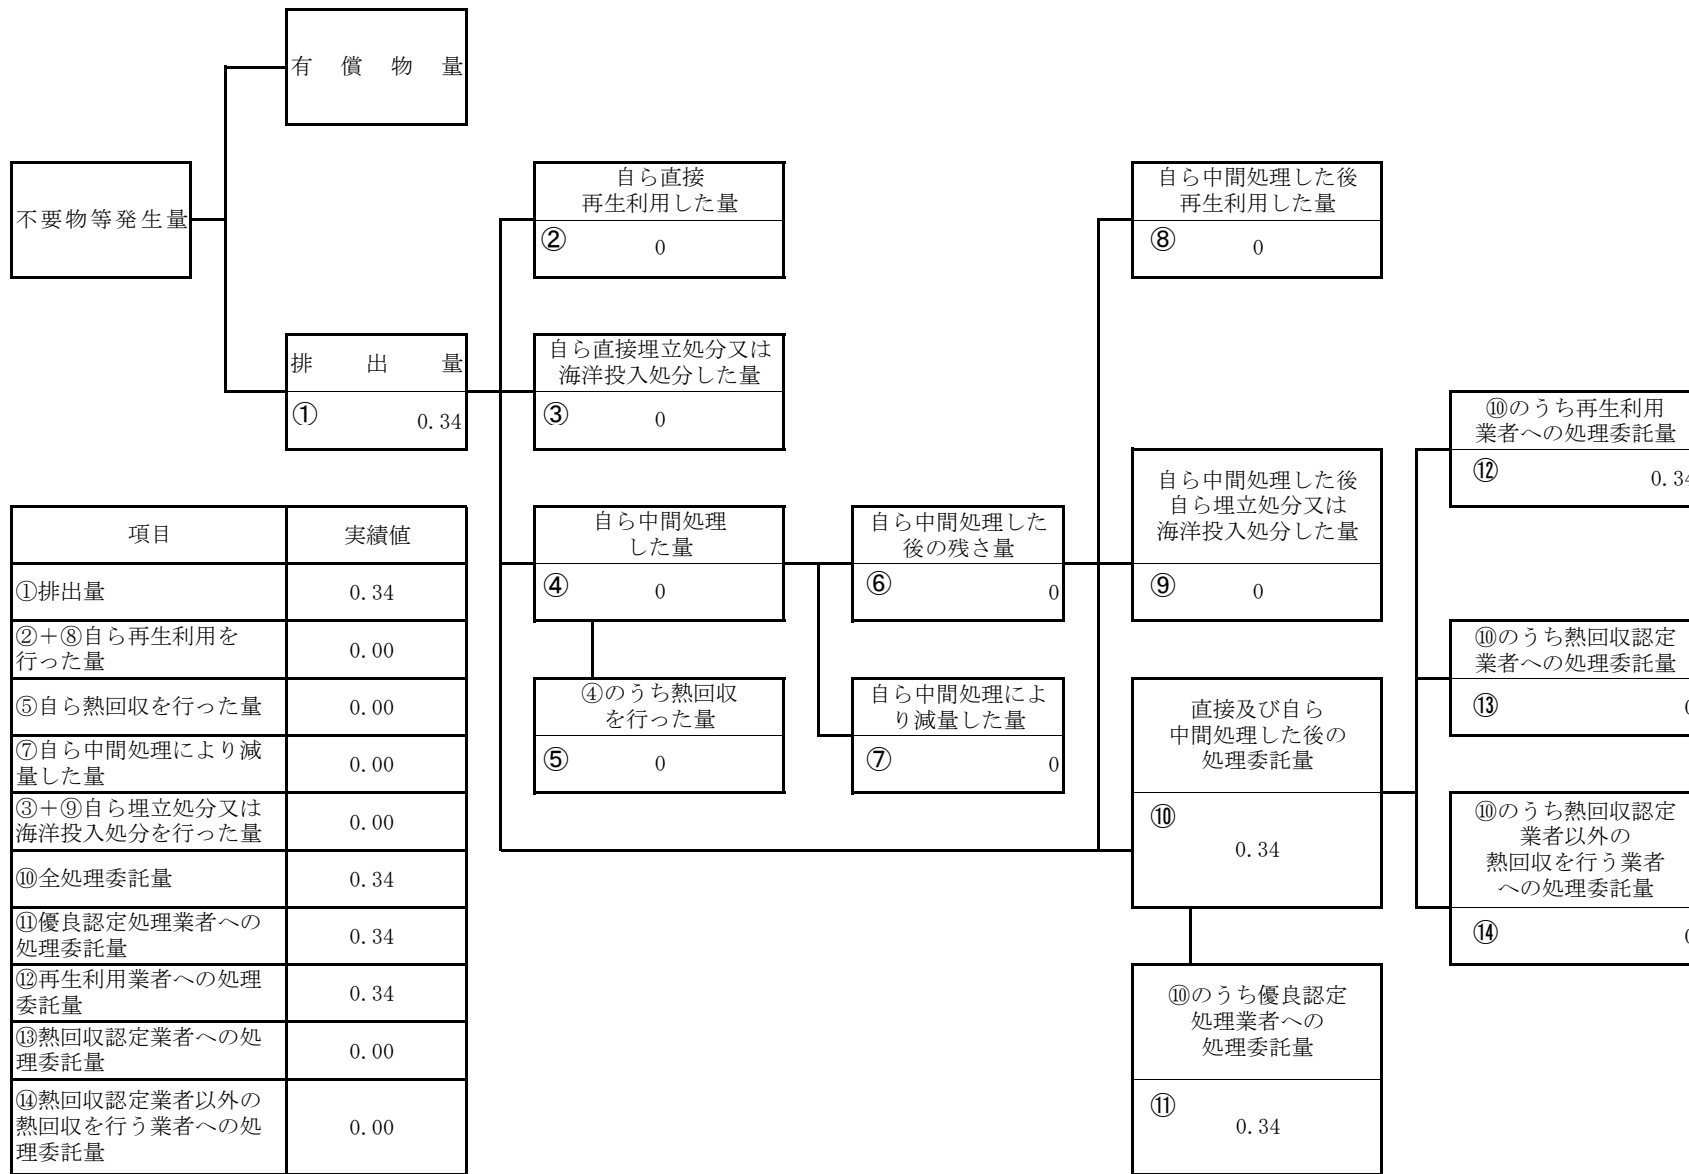 有償物量
不要物等発生量
排出量
① 0.34
自ら直接
再生利用した量
② 0
自ら直接埋立処分又は
海洋投入処分した量
③ 0
自ら中間処理
した量
④ 0
④のうち熱回収
を行った量
⑤ 0
自ら中間処理した
後の残さ量
⑥ 0
自ら中間処理によ
り減量した量
⑦ 0
自ら中間処理した後
再生利用した量
⑧ 0
自ら中間処理した後
自ら埋立処分又は
海洋投入処分した量
⑨ 0
直接及び自ら
中間処理した後の
処理委託量
⑩
0.34
⑩のうち優良認定
処理業者への
処理委託量
⑪
0.34
⑩のうち再生利用
業者への処理委託量
⑫ 0.34
⑩のうち熱回収認定
業者への処理委託量
⑬ 0
⑩のうち熱回収認定
業者以外の
熱回収を行う業者
への処理委託量
⑭ 0
項目 実績値
①排出量 0.34
②+⑧自ら再生利用を
行った量 0.00
⑤自ら熱回収を行った量 0.00
⑦自ら中間処理により減
量した量 0.00
③+⑨自ら埋立処分又は
海洋投入処分を行った量 0.00
⑩全処理委託量 0.34
⑪優良認定処理業者への
処理委託量 0.34
⑫再生利用業者への処理
委託量 0.34
⑬熱回収認定業者への処
理委託量 0.00
⑭熱回収認定業者以外の
熱回収を行う業者への処
理委託量 0.00